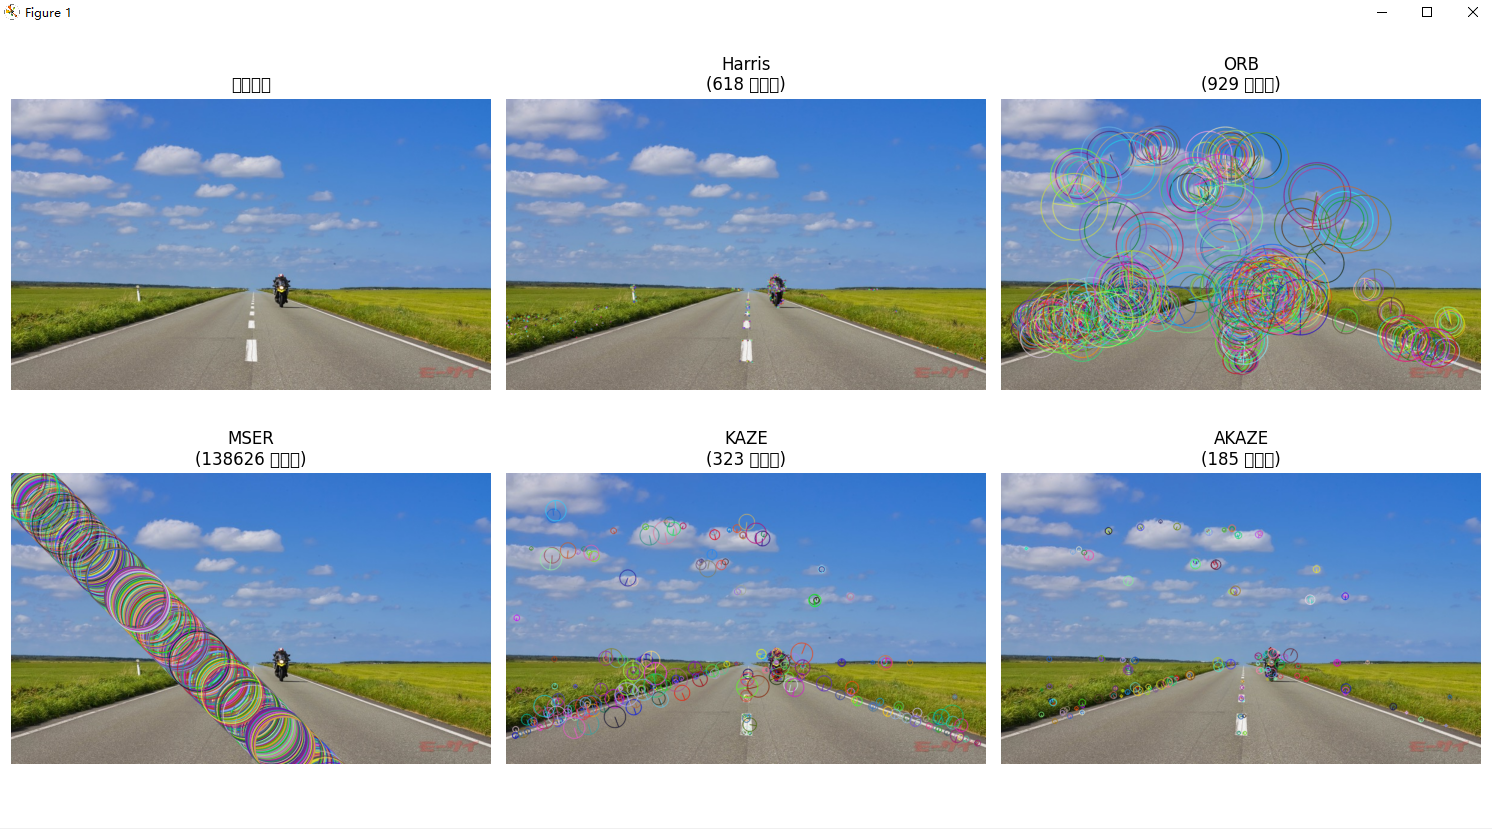 Figure 1
Harris
(618 □□□)
ORB
(929 □□□)
□□□□
MSER
(138626 □□□)
KAZE
(323 □□□)
AKAZE
(185 □□□)